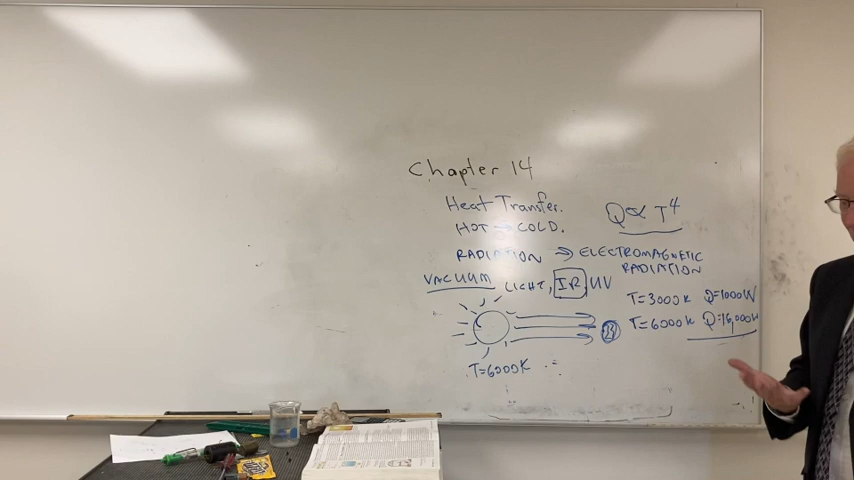 Chapter 14
Heat Transfer.
HOT → COLD.
Q∝ T⁴
RADIATION → ELECTROMAGNETIC RADIATION
VACUUM LIGHT, IR, UV
T=3000K Q=1000W
T=6000K Q=16,000W
T=6000K